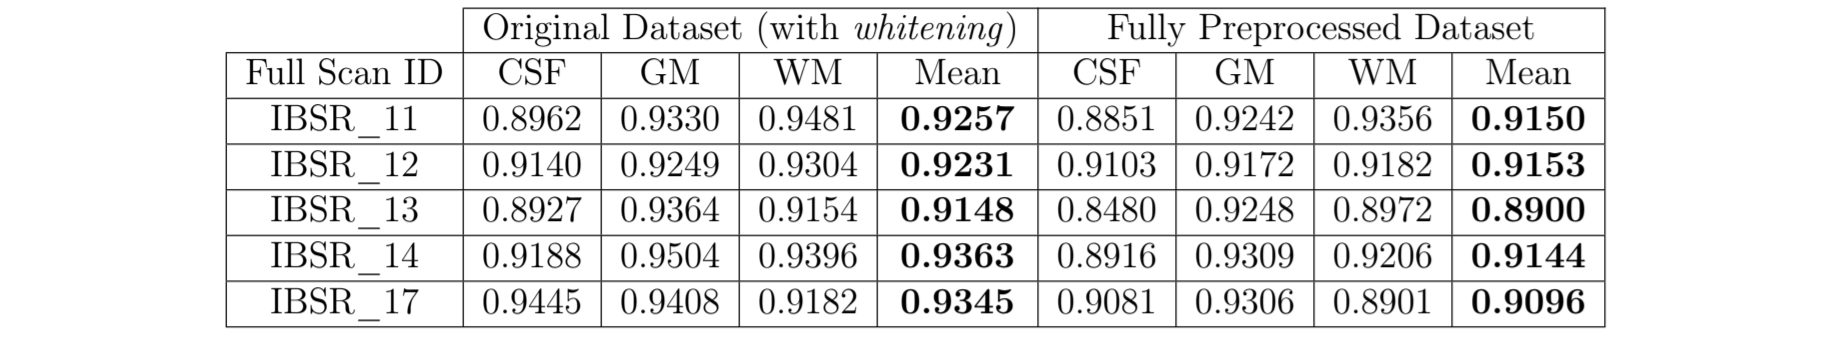 Original Dataset (with whitening) Fully Preprocessed Dataset
Full Scan ID CSF GM WM Mean CSF GM WM Mean
IBSR_11 0.8962 0.9330 0.9481 0.9257 0.8851 0.9242 0.9356 0.9150
IBSR_12 0.9140 0.9249 0.9304 0.9231 0.9103 0.9172 0.9182 0.9153
IBSR_13 0.8927 0.9364 0.9154 0.9148 0.8480 0.9248 0.8972 0.8900
IBSR_14 0.9188 0.9504 0.9396 0.9363 0.8916 0.9309 0.9206 0.9144
IBSR_17 0.9445 0.9408 0.9182 0.9345 0.9081 0.9306 0.8901 0.9096